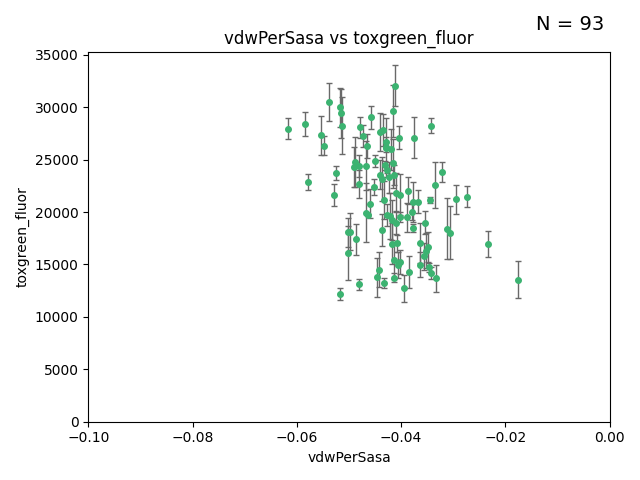 N = 93
vdwPerSasa vs toxgreen_fluor
35000
30000
25000
20000
15000
10000
5000
0
toxgreen_fluor
−0.10 −0.08 −0.06 −0.04 −0.02 0.00
vdwPerSasa